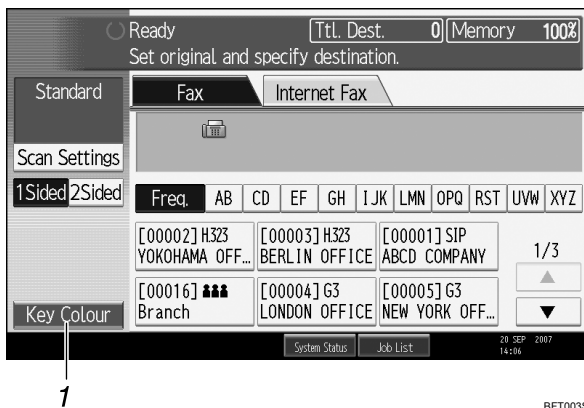 Ready Ttl. Dest. 0 Memory 100%
Set original and specify destination.
Standard
Fax Internet Fax
Scan Settings
1Sided 2Sided
Freq. AB CD EF GH IJK LMN OPQ RST UVW XYZ
[00002] H.323 [00003] H.323 [00001] SIP
YOKOHAMA OFF... BERLIN OFFICE ABCD COMPANY
1/3
[00016] [00004] G3 [00005] G3
Branch LONDON OFFICE NEW YORK OFF...
Key Colour
System Status Job List 20 SEP 2007
14:06
1